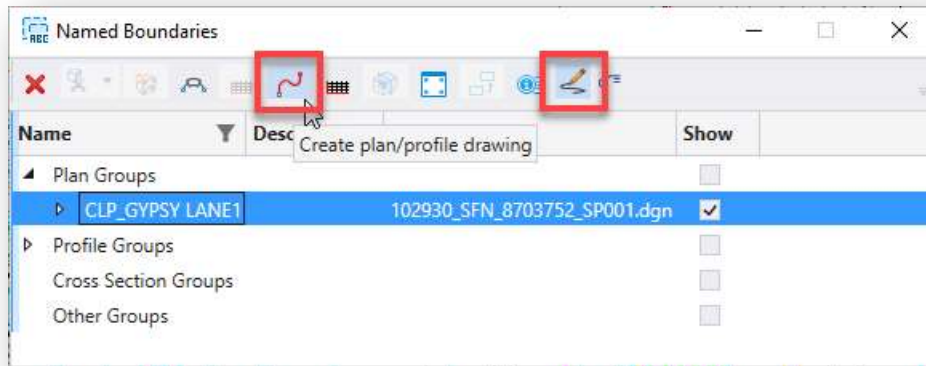 ABC Named Boundaries
Name Desc Show
Create plan/profile drawing
Plan Groups
CLP_GYPSY LANE1 102930_SFN_8703752_SP001.dgn
Profile Groups
Cross Section Groups
Other Groups